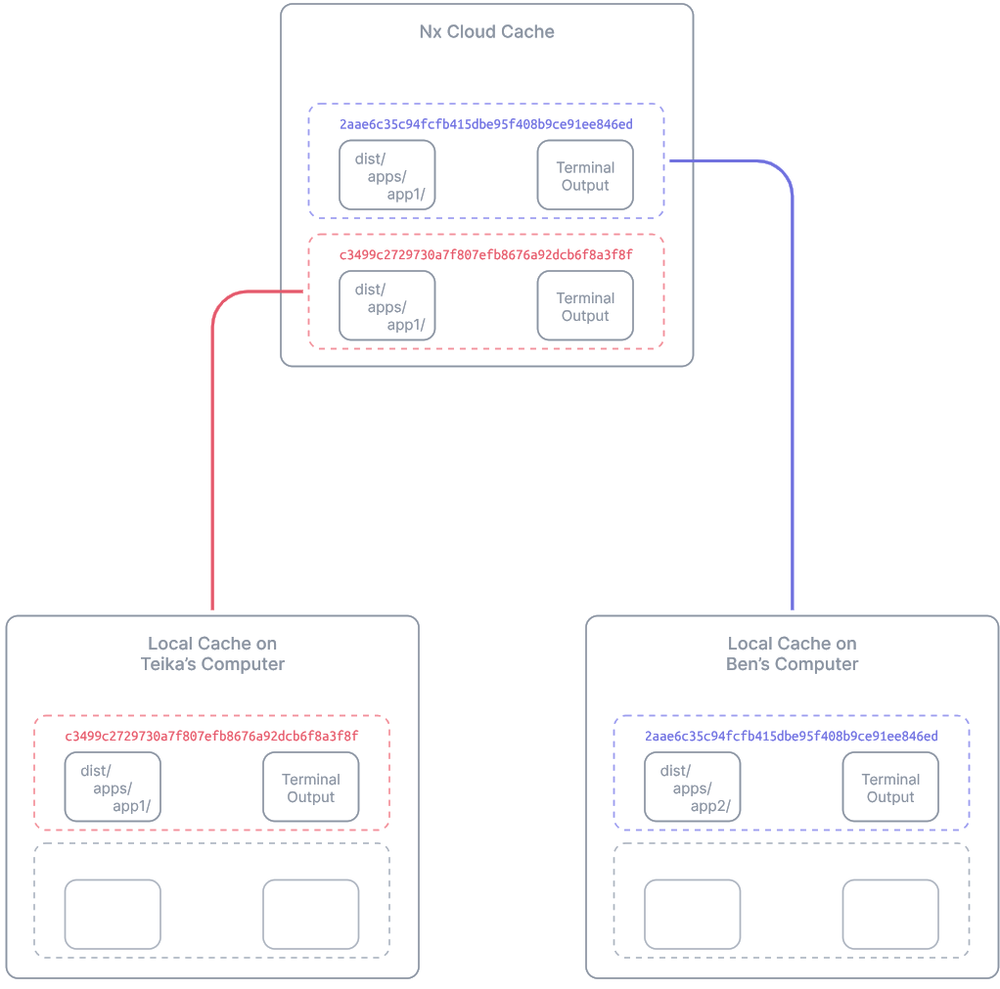 Nx Cloud Cache
2aae6c35c94fcfb415dbe95f408b9ce91ee846ed
dist/
apps/
app1/
Terminal
Output
c3499c2729730a7f807efb8676a92dcb6f8a3f8f
dist/
apps/
app1/
Terminal
Output
Local Cache on
Teika’s Computer
c3499c2729730a7f807efb8676a92dcb6f8a3f8f
dist/
apps/
app1/
Terminal
Output
Local Cache on
Ben’s Computer
2aae6c35c94fcfb415dbe95f408b9ce91ee846ed
dist/
apps/
app2/
Terminal
Output